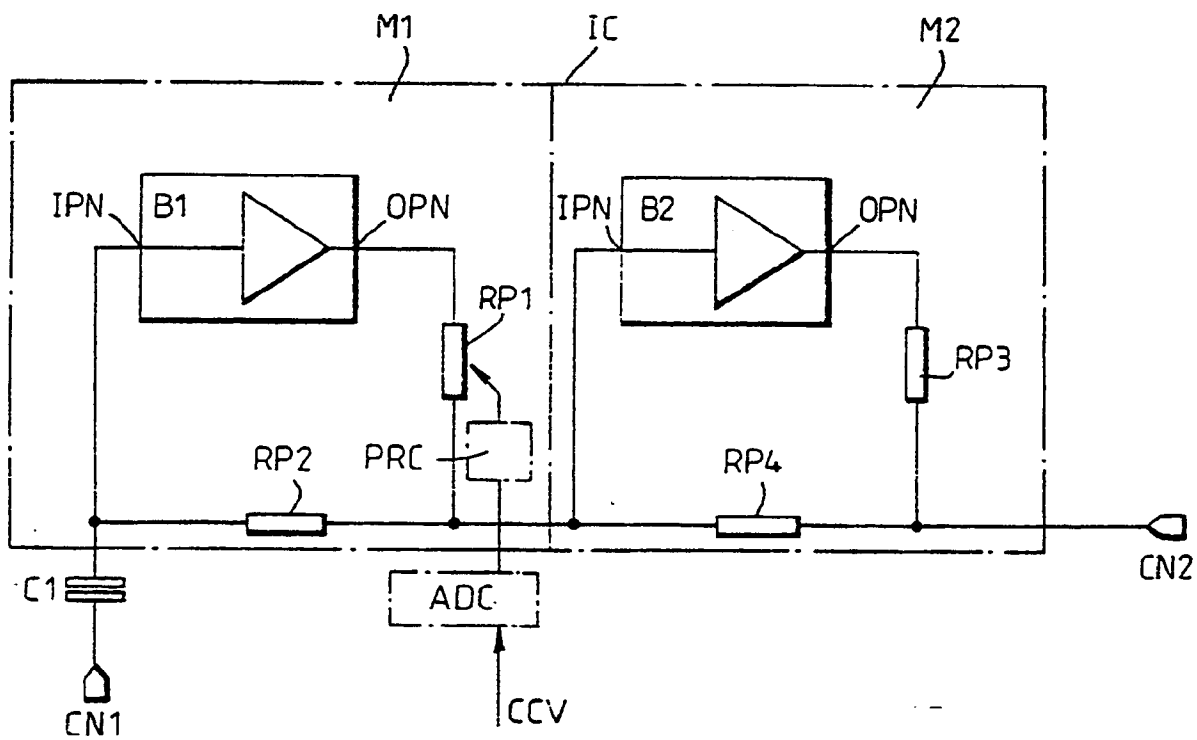 M1
IC
M2
IPN
B1
OPN
IPN
B2
OPN
RP1
RP3
PRC
RP2
RP4
C1
ADC
CN2
CN1
CCV